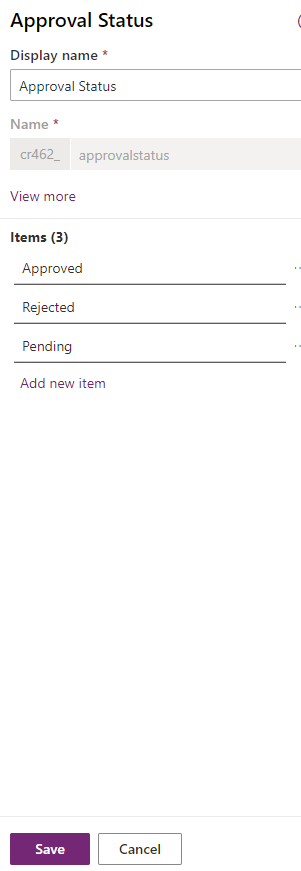 Approval Status
Display name *
Approval Status
Name *
cr462_ approvalstatus
View more
Items (3)
Approved
Rejected
Pending
Add new item
Save Cancel